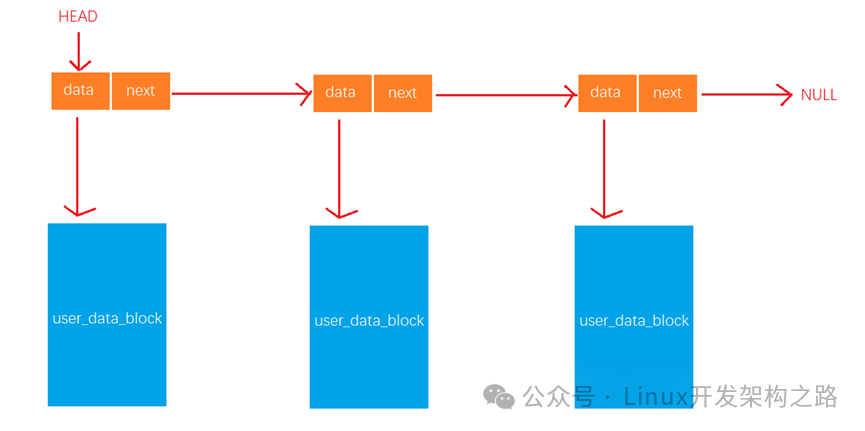 HEAD
data next
data next
data next
NULL
user_data_block
user_data_block
user_data_block
公众号 · Linux开发架构之路